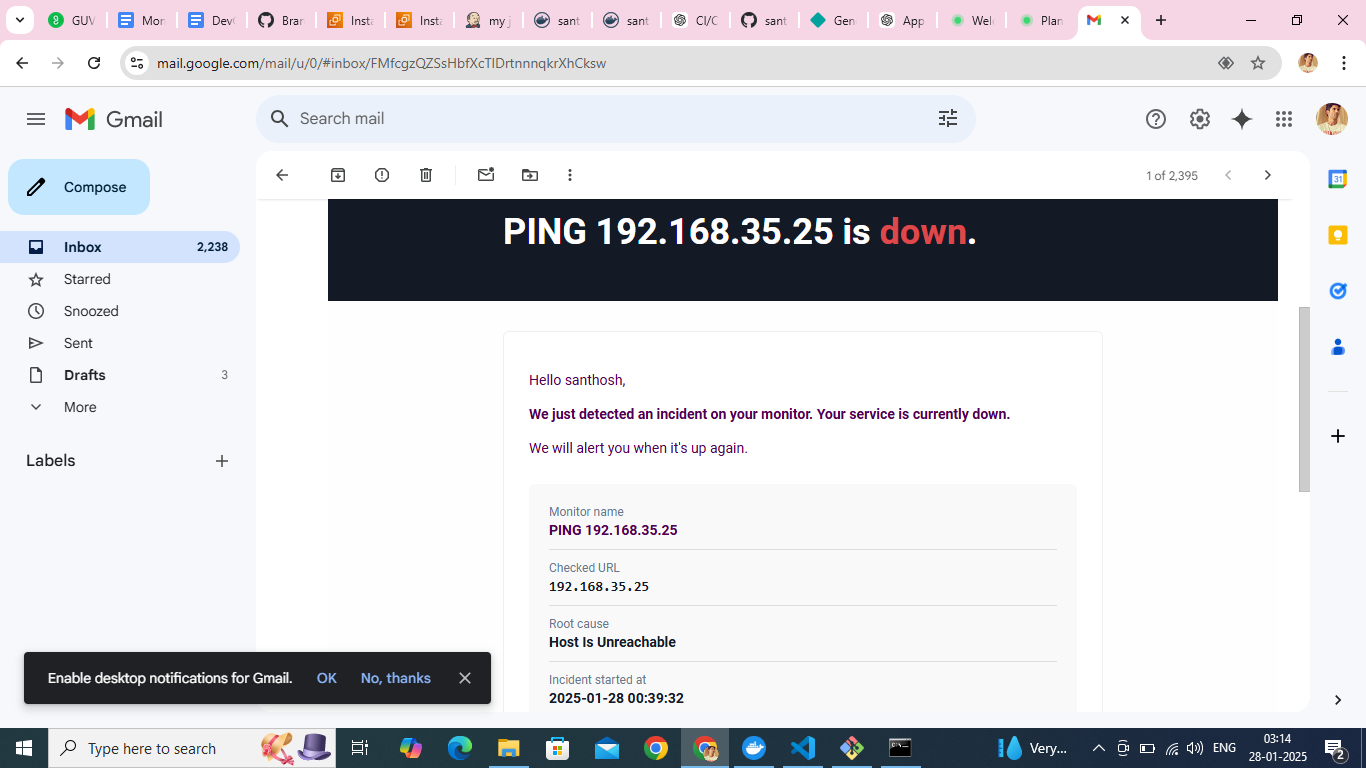 GUV
Mon
Dev
Bran
Insta
Insta
my j
sant
sant
CI/C
sant
Gen
App
Welc
Plan
mail.google.com/mail/u/0/#inbox/FMfcgzQZSsHbfXcTlDrtnnnqkrXhCksw
Gmail
Search mail
Compose
1 of 2,395
31
Inbox 2,238
Starred
Snoozed
Sent
Drafts 3
More
Labels
PING 192.168.35.25 is down.
Hello santhosh,
We just detected an incident on your monitor. Your service is currently down.
We will alert you when it's up again.
Monitor name
PING 192.168.35.25
Checked URL
192.168.35.25
Root cause
Host Is Unreachable
Incident started at
2025-01-28 00:39:32
Enable desktop notifications for Gmail. OK No, thanks
Type here to search
Very...
ENG
03:14
28-01-2025
2